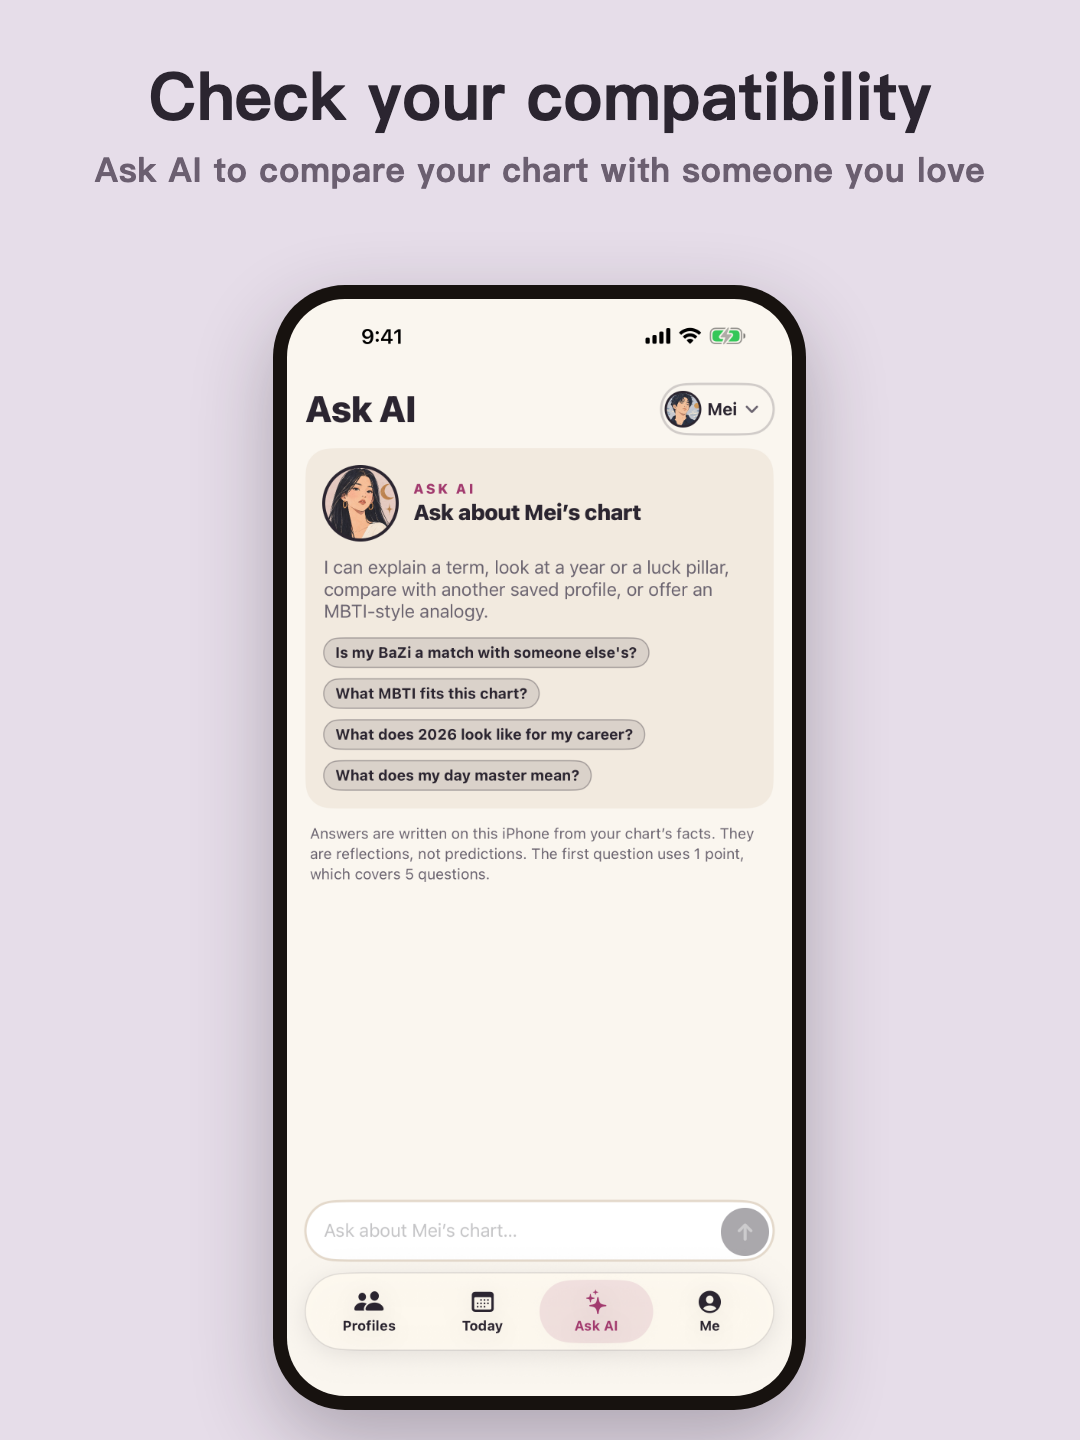 Check your compatibility
Ask AI to compare your chart with someone you love
9:41
Ask AI
Mei
ASK AI
Ask about Mei’s chart
I can explain a term, look at a year or a luck pillar,
compare with another saved profile, or offer an
MBTI-style analogy.
Is my BaZi a match with someone else's?
What MBTI fits this chart?
What does 2026 look like for my career?
What does my day master mean?
Answers are written on this iPhone from your chart’s facts. They
are reflections, not predictions. The first question uses 1 point,
which covers 5 questions.
Ask about Mei’s chart...
Profiles
Today
Ask AI
Me